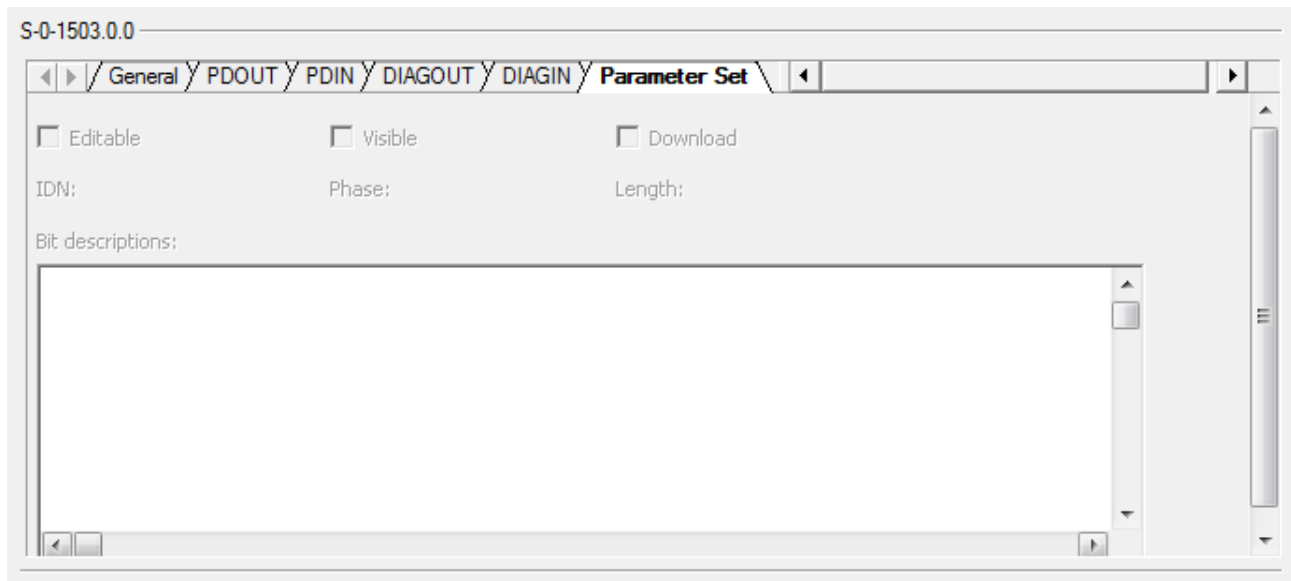 S-0-1503.0.0
General PDOUT PDIN DIAGOUT DIAGIN Parameter Set
Editable Visible Download
IDN: Phase: Length:
Bit descriptions: